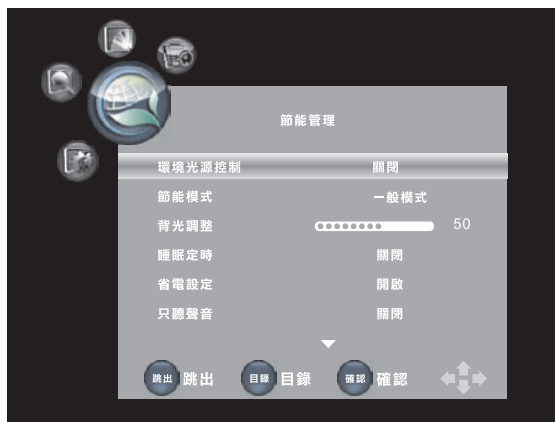 節能管理
環境光源控制 關閉
節能模式 一般模式
背光調整 50
睡眠定時 關閉
省電設定 開啟
只聽聲音 關閉
跳出 跳出 目錄 目錄 確認 確認